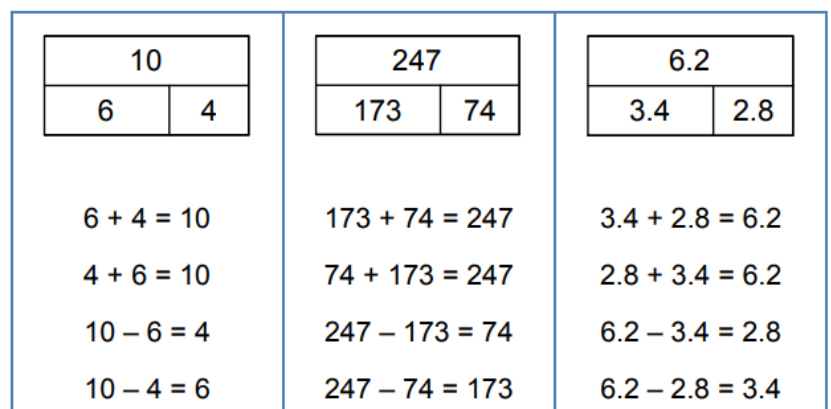 10
6 4
6 + 4 = 10
4 + 6 = 10
10 – 6 = 4
10 – 4 = 6
247
173 74
173 + 74 = 247
74 + 173 = 247
247 – 173 = 74
247 – 74 = 173
6.2
3.4 2.8
3.4 + 2.8 = 6.2
2.8 + 3.4 = 6.2
6.2 – 3.4 = 2.8
6.2 – 2.8 = 3.4